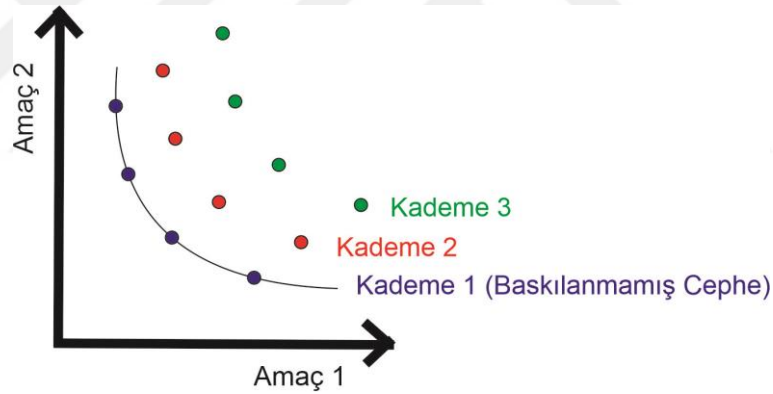 Amaç 2
Kademe 3
Kademe 2
Kademe 1 (Baskılanmamış Cephe)
Amaç 1